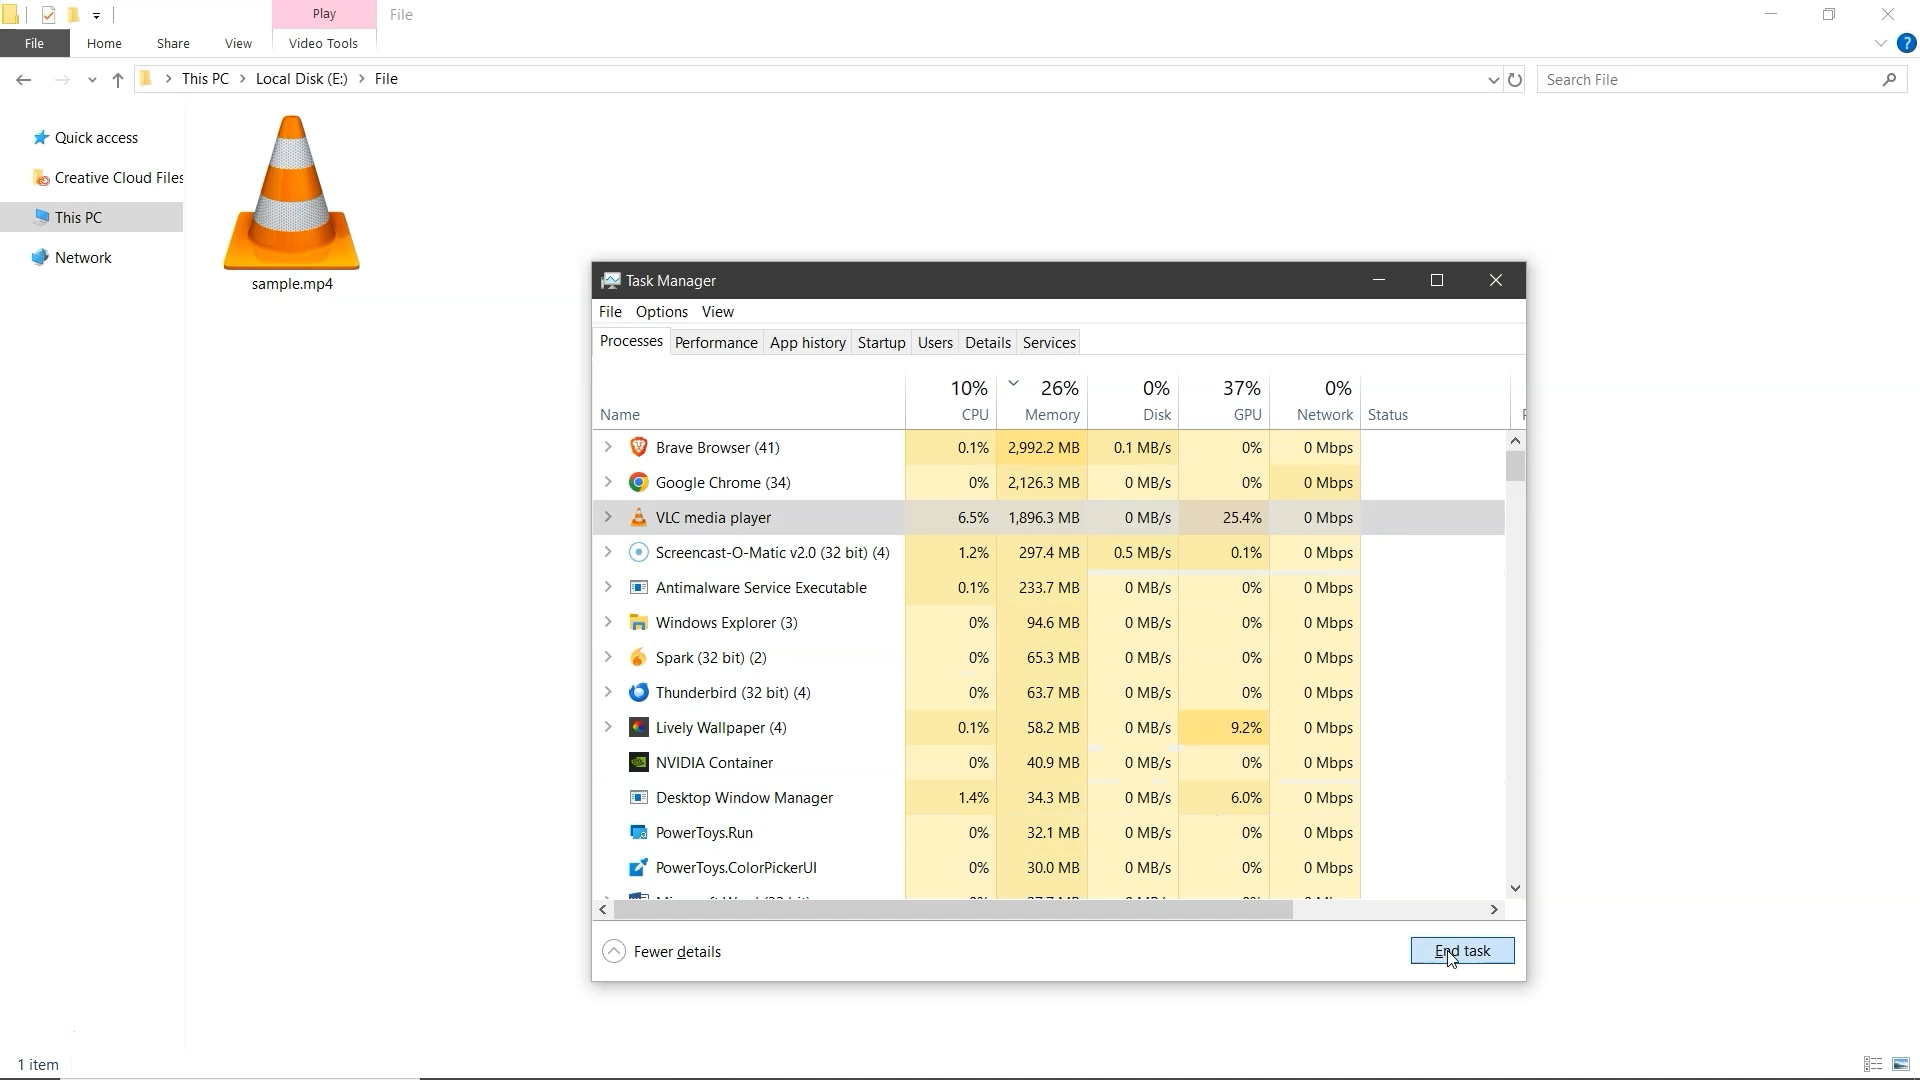 Play
File
File
Home
Share
View
Video Tools
?
This PC
Local Disk (E:)
File
Search File
Quick access
Creative Cloud Files
This PC
Network
sample.mp4
Task Manager
File Options View
Processes Performance App history Startup Users Details Services
10% 26% 0% 37% 0%
Name CPU Memory Disk GPU Network Status
Brave Browser (41) 0.1% 2,992.2 MB 0.1 MB/s 0% 0 Mbps
Google Chrome (34) 0% 2,126.3 MB 0 MB/s 0% 0 Mbps
VLC media player 6.5% 1,896.3 MB 0 MB/s 25.4% 0 Mbps
Screencast-O-Matic v2.0 (32 bit) (4) 1.2% 297.4 MB 0.5 MB/s 0.1% 0 Mbps
Antimalware Service Executable 0.1% 233.7 MB 0 MB/s 0% 0 Mbps
Windows Explorer (3) 0% 94.6 MB 0 MB/s 0% 0 Mbps
Spark (32 bit) (2) 0% 65.3 MB 0 MB/s 0% 0 Mbps
Thunderbird (32 bit) (4) 0% 63.7 MB 0 MB/s 0% 0 Mbps
Lively Wallpaper (4) 0.1% 58.2 MB 0 MB/s 9.2% 0 Mbps
NVIDIA Container 0% 40.9 MB 0 MB/s 0% 0 Mbps
Desktop Window Manager 1.4% 34.3 MB 0 MB/s 6.0% 0 Mbps
PowerToys.Run 0% 32.1 MB 0 MB/s 0% 0 Mbps
PowerToys.ColorPickerUI 0% 30.0 MB 0 MB/s 0% 0 Mbps
Fewer details
End task
1 item